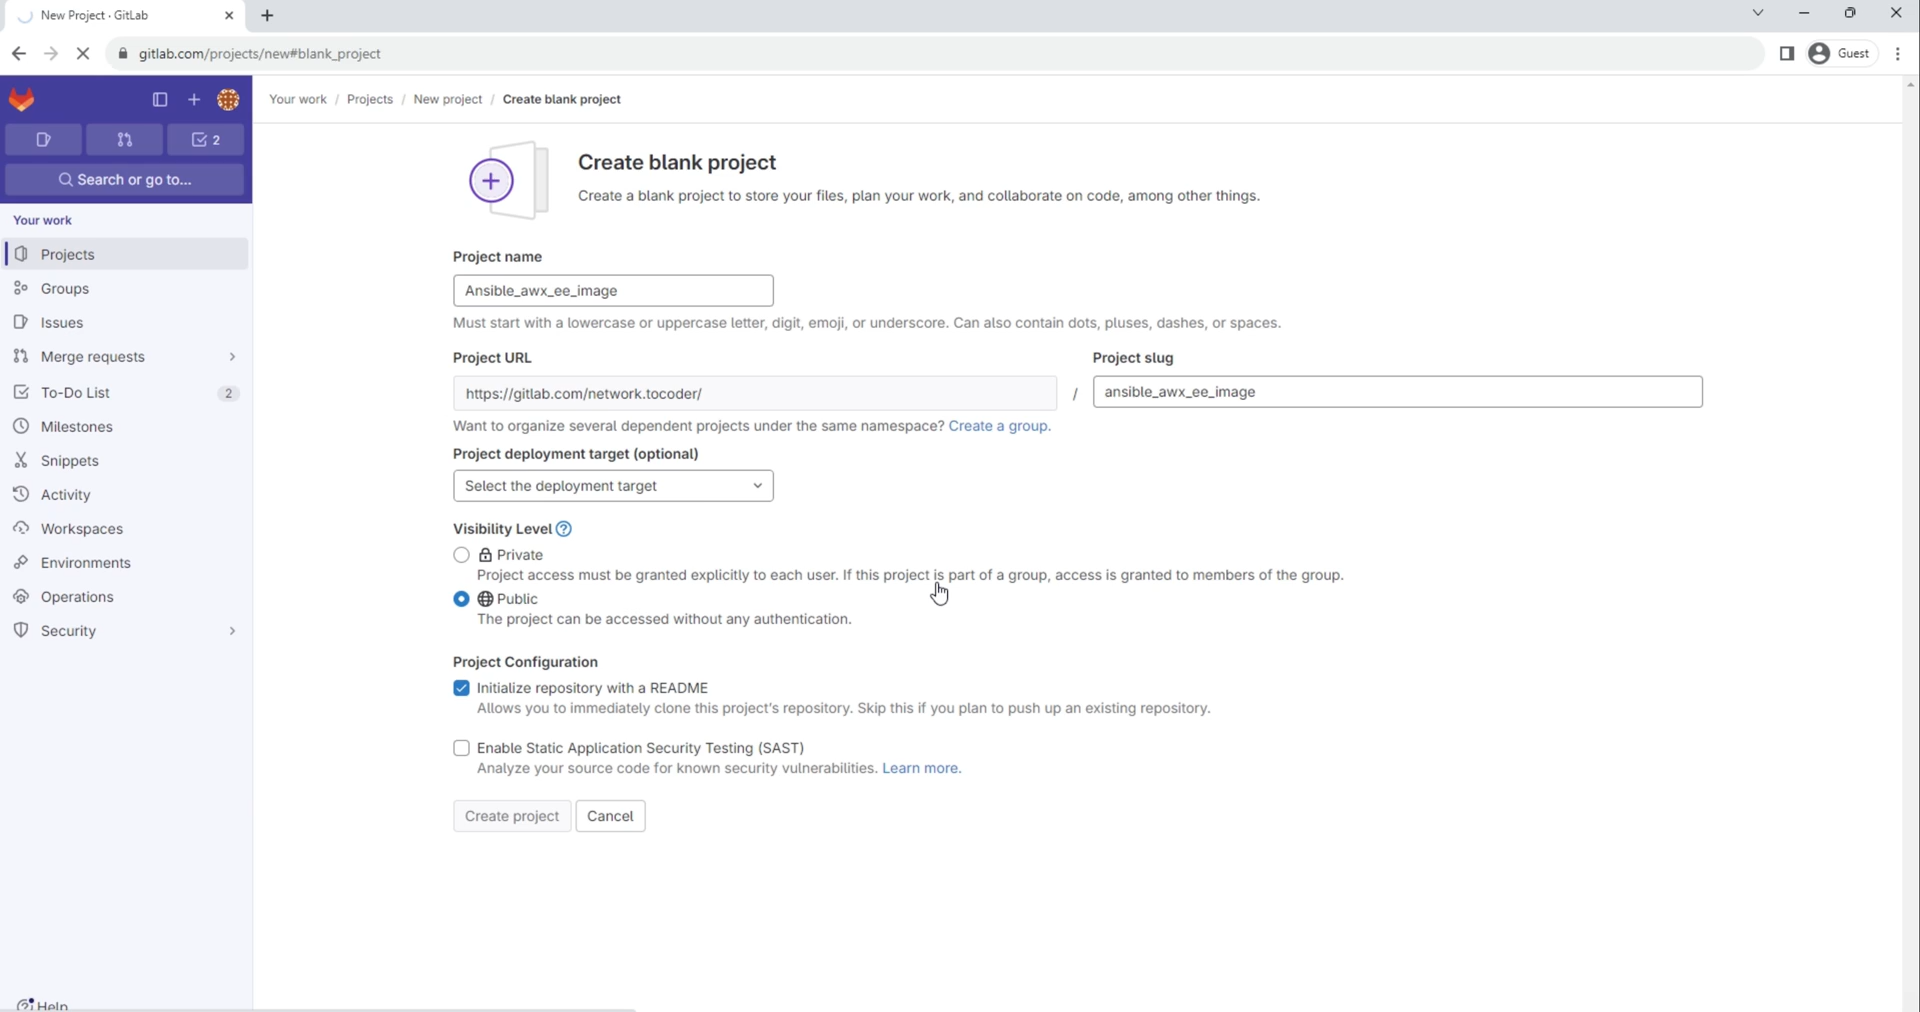 New Project · GitLab
gitlab.com/projects/new#blank_project
Guest
Your work / Projects / New project / Create blank project
2
Search or go to...
Your work
Projects
Groups
Issues
Merge requests
To-Do List 2
Milestones
Snippets
Activity
Workspaces
Environments
Operations
Security
Help
Create blank project
Create a blank project to store your files, plan your work, and collaborate on code, among other things.
Project name
Ansible_awx_ee_image
Must start with a lowercase or uppercase letter, digit, emoji, or underscore. Can also contain dots, pluses, dashes, or spaces.
Project URL
https://gitlab.com/network.tocoder/
/
Project slug
ansible_awx_ee_image
Want to organize several dependent projects under the same namespace? Create a group.
Project deployment target (optional)
Select the deployment target
Visibility Level
Private
Project access must be granted explicitly to each user. If this project is part of a group, access is granted to members of the group.
Public
The project can be accessed without any authentication.
Project Configuration
Initialize repository with a README
Allows you to immediately clone this project's repository. Skip this if you plan to push up an existing repository.
Enable Static Application Security Testing (SAST)
Analyze your source code for known security vulnerabilities. Learn more.
Create project
Cancel